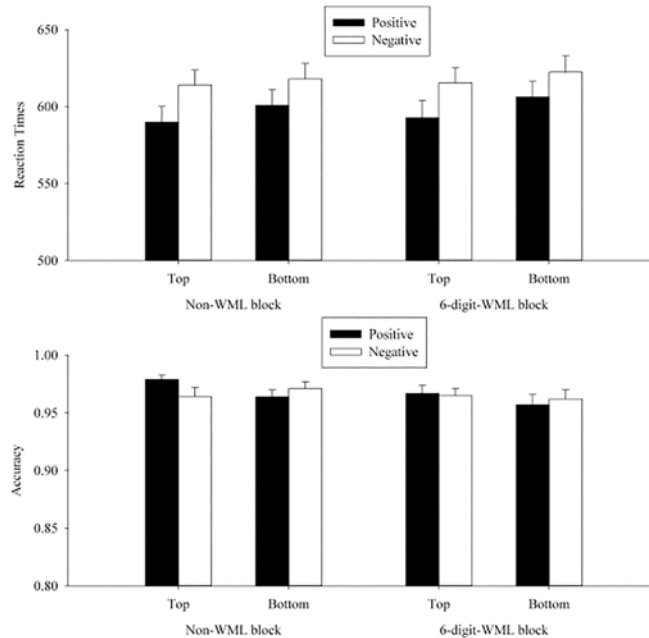 Positive
Negative
650
600
550
500
Reaction Times
Top
Bottom
Top
Bottom
Non-WML block
6-digit-WML block
Positive
Negative
1.00
0.95
0.90
0.85
0.80
Accuracy
Top
Bottom
Top
Bottom
Non-WML block
6-digit-WML block